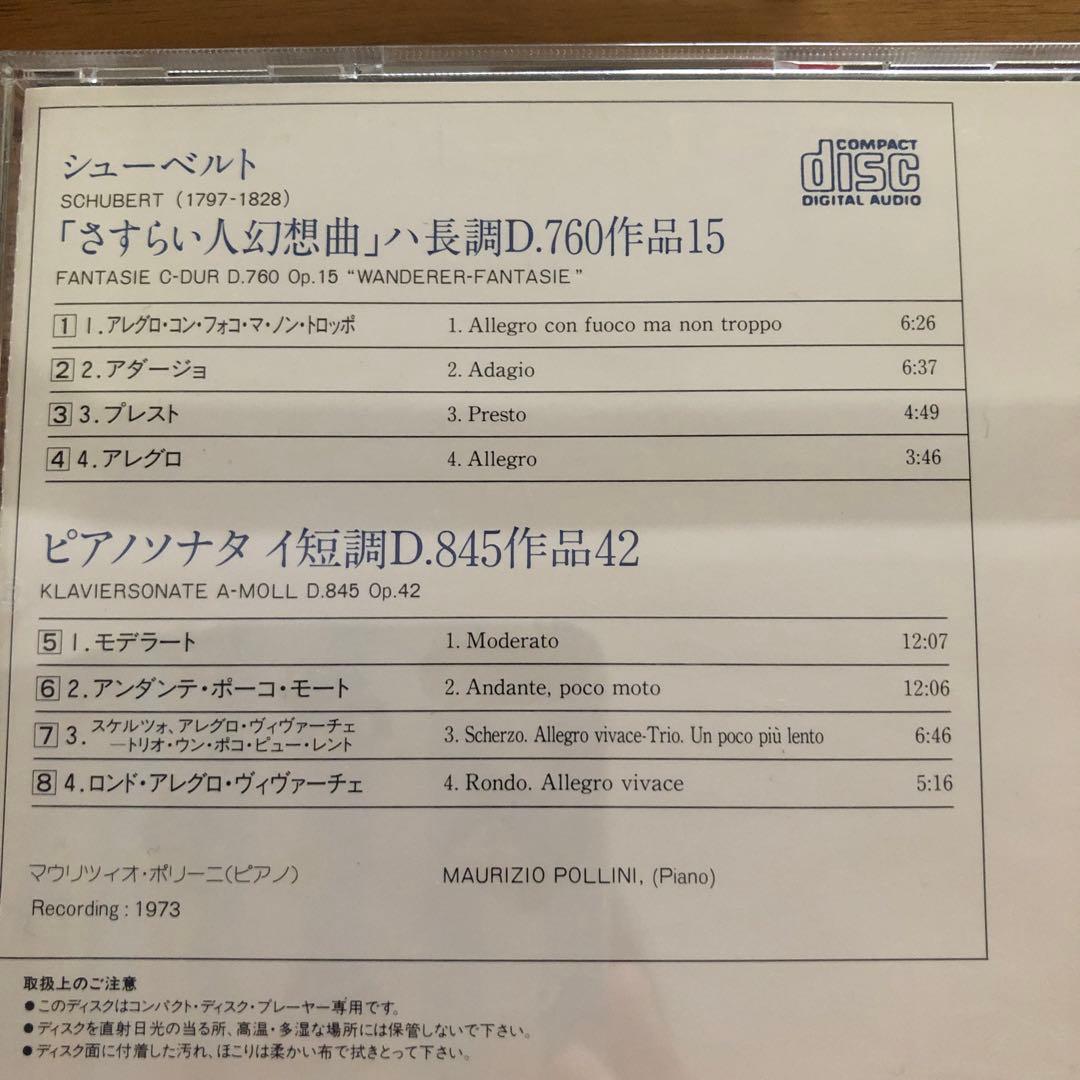 シューベルト
SCHUBERT (1797-1828)
COMPACT
disc
DIGITAL AUDIO
「さすらい人幻想曲」ハ長調D.760作品15
FANTASIE C-DUR D.760 Op.15 "WANDERER-FANTASIE"
1 1.アレグロ・コン・フォコ・マ・ノン・トロッポ 1. Allegro con fuoco ma non troppo 6:26
2 2.アダージョ 2. Adagio 6:37
3 3.プレスト 3. Presto 4:49
4 4.アレグロ 4. Allegro 3:46
ピアノソナタ イ短調D.845作品42
KLAVIERSONATE A-MOLL D.845 Op.42
5 1.モデラート 1. Moderato 12:07
6 2.アンダンテ・ポーコ・モート 2. Andante, poco moto 12:06
7 3. スケルツォ、アレグロ・ヴィヴァーチェ
—トリオ・ウン・ポコ・ピュー・レント 3. Scherzo. Allegro vivace-Trio. Un poco più lento 6:46
8 4.ロンド・アレグロ・ヴィヴァーチェ 4. Rondo. Allegro vivace 5:16
マウリツィオ・ポリーニ(ピアノ) MAURIZIO POLLINI, (Piano)
Recording : 1973
取扱上のご注意
●このディスクはコンパクト・ディスク・プレーヤー専用です。
●ディスクを直射日光の当る所、高温・多湿な場所には保管しないで下さい。
●ディスク面に付着した汚れ、ほこりは柔かい布で拭きとって下さい。